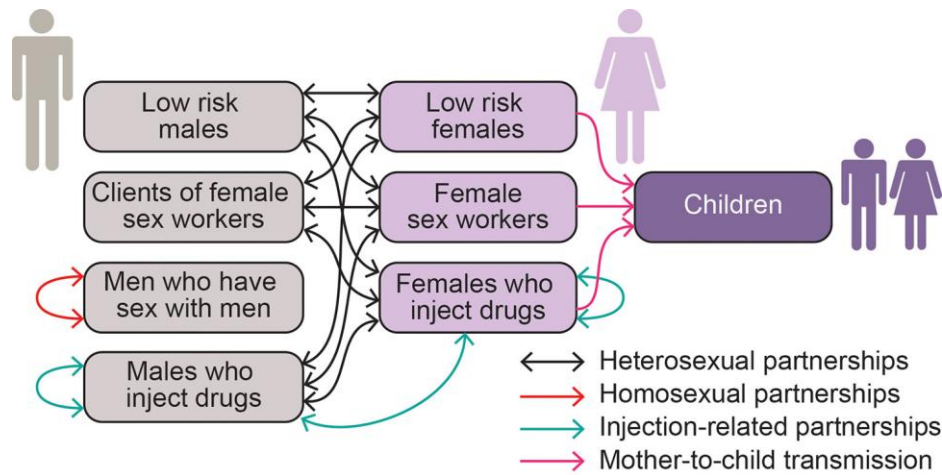 Low risk
males
Clients of female
sex workers
Men who have
sex with men
Males who
inject drugs
Low risk
females
Female
sex workers
Females who
inject drugs
Children
Heterosexual partnerships
Homosexual partnerships
Injection-related partnerships
Mother-to-child transmission